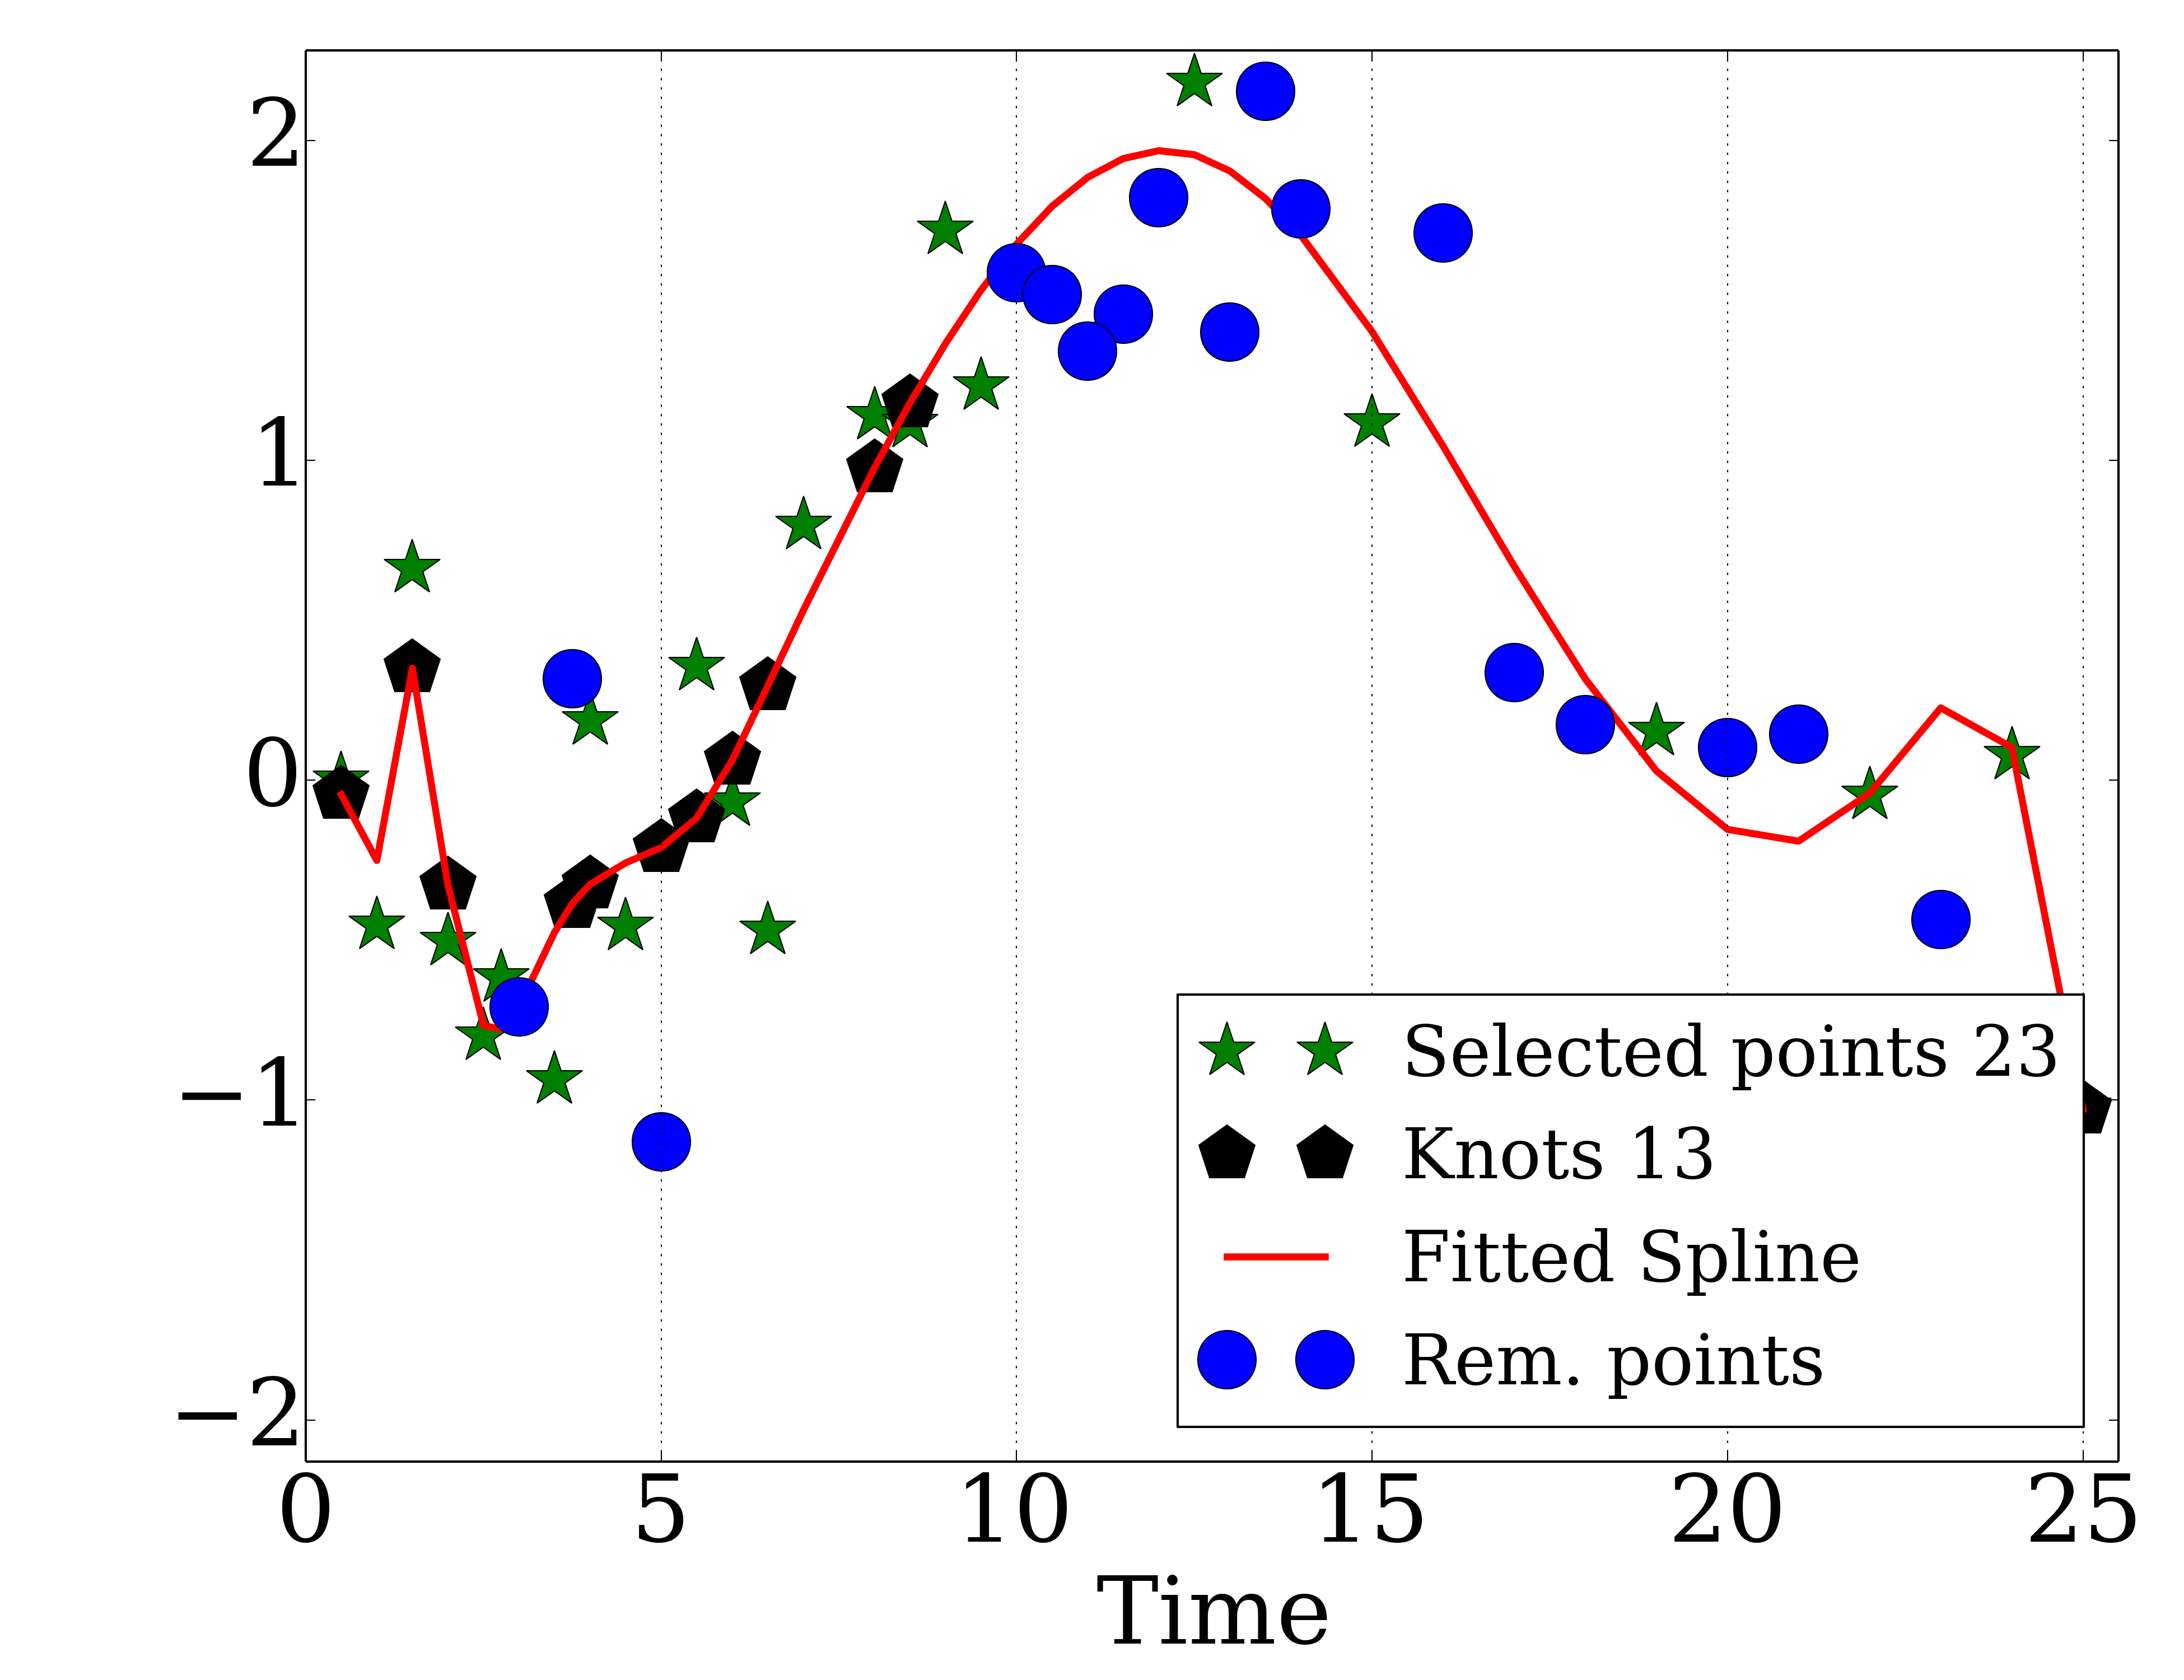 2
1
0
−1
−2
0 5 10 15 20 25
Time
Selected points 23
Knots 13
Fitted Spline
Rem. points